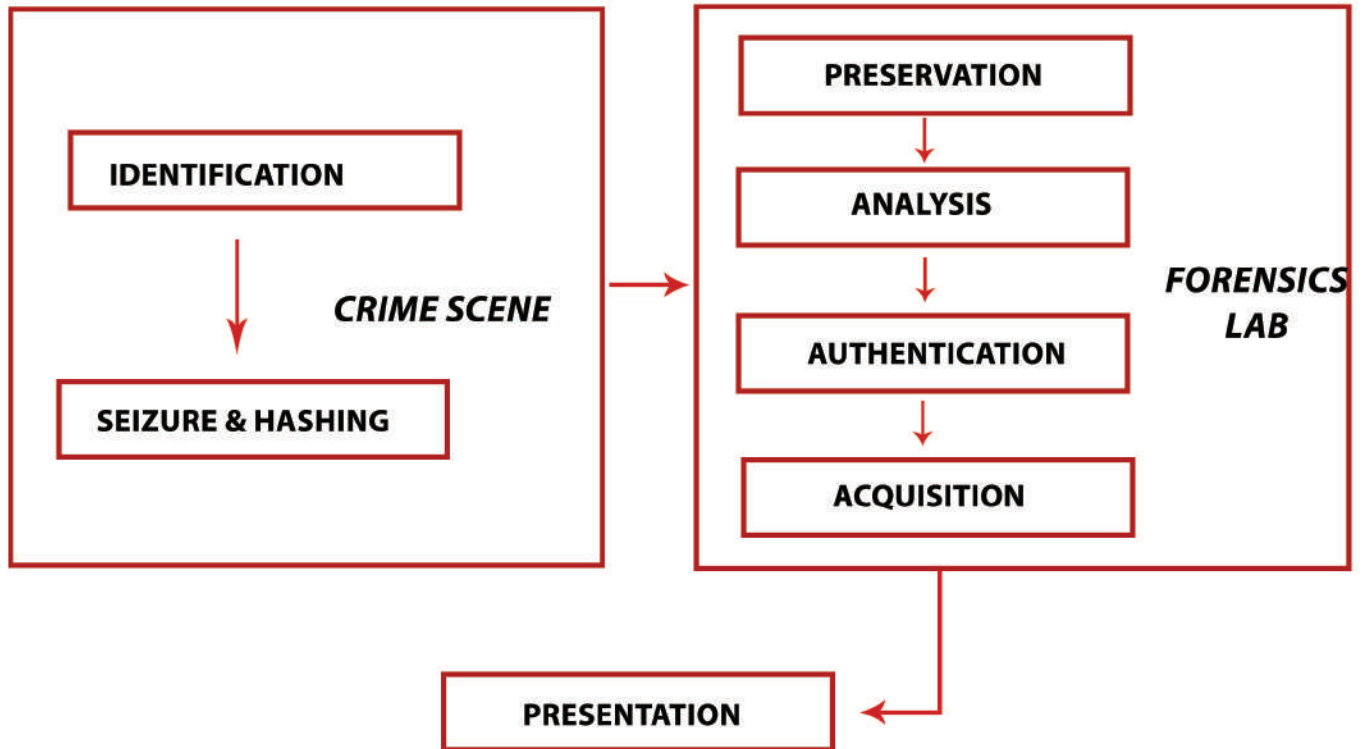 IDENTIFICATION
CRIME SCENE
SEIZURE & HASHING
PRESERVATION
ANALYSIS
AUTHENTICATION
ACQUISITION
FORENSICS
LAB
PRESENTATION